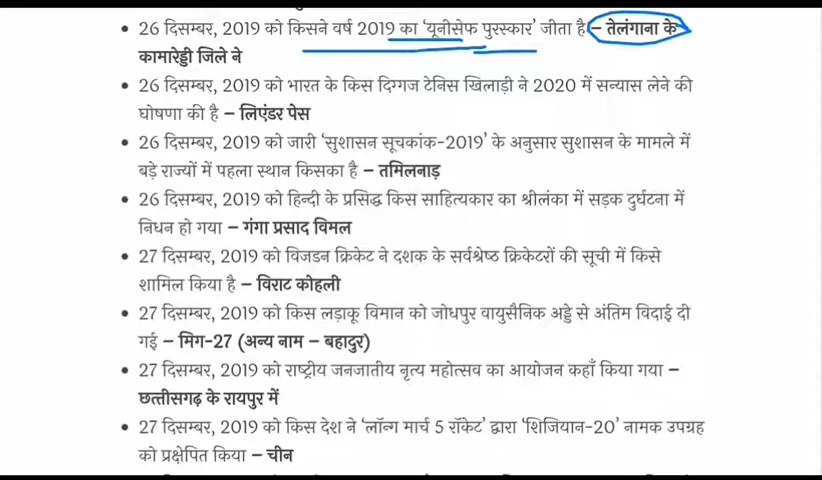 • 26 दिसम्बर, 2019 को किसने वर्ष 2019 का ‘यूनीसेफ पुरस्कार’ जीता है – तेलंगाना के
कामारेड्डी जिले ने
• 26 दिसम्बर, 2019 को भारत के किस दिग्गज टेनिस खिलाड़ी ने 2020 में सन्यास लेने की
घोषणा की है – लिएंडर पेस
• 26 दिसम्बर, 2019 को जारी ‘सुशासन सूचकांक-2019’ के अनुसार सुशासन के मामले में
बड़े राज्यों में पहला स्थान किसका है – तमिलनाड़
• 26 दिसम्बर, 2019 को हिन्दी के प्रसिद्ध किस साहित्यकार का श्रीलंका में सड़क दुर्घटना में
निधन हो गया – गंगा प्रसाद विमल
• 27 दिसम्बर, 2019 को विजडन क्रिकेट ने दशक के सर्वश्रेष्ठ क्रिकेटरों की सूची में किसे
शामिल किया है – विराट कोहली
• 27 दिसम्बर, 2019 को किस लड़ाकू विमान को जोधपुर वायुसैनिक अड्डे से अंतिम विदाई दी
गई – मिग-27 (अन्य नाम – बहादुर)
• 27 दिसम्बर, 2019 को राष्ट्रीय जनजातीय नृत्य महोत्सव का आयोजन कहाँ किया गया –
छत्तीसगढ़ के रायपुर में
• 27 दिसम्बर, 2019 को किस देश ने ‘लॉन्ग मार्च 5 रॉकेट’ द्वारा ‘शिजियान-20’ नामक उपग्रह
को प्रक्षेपित किया – चीन